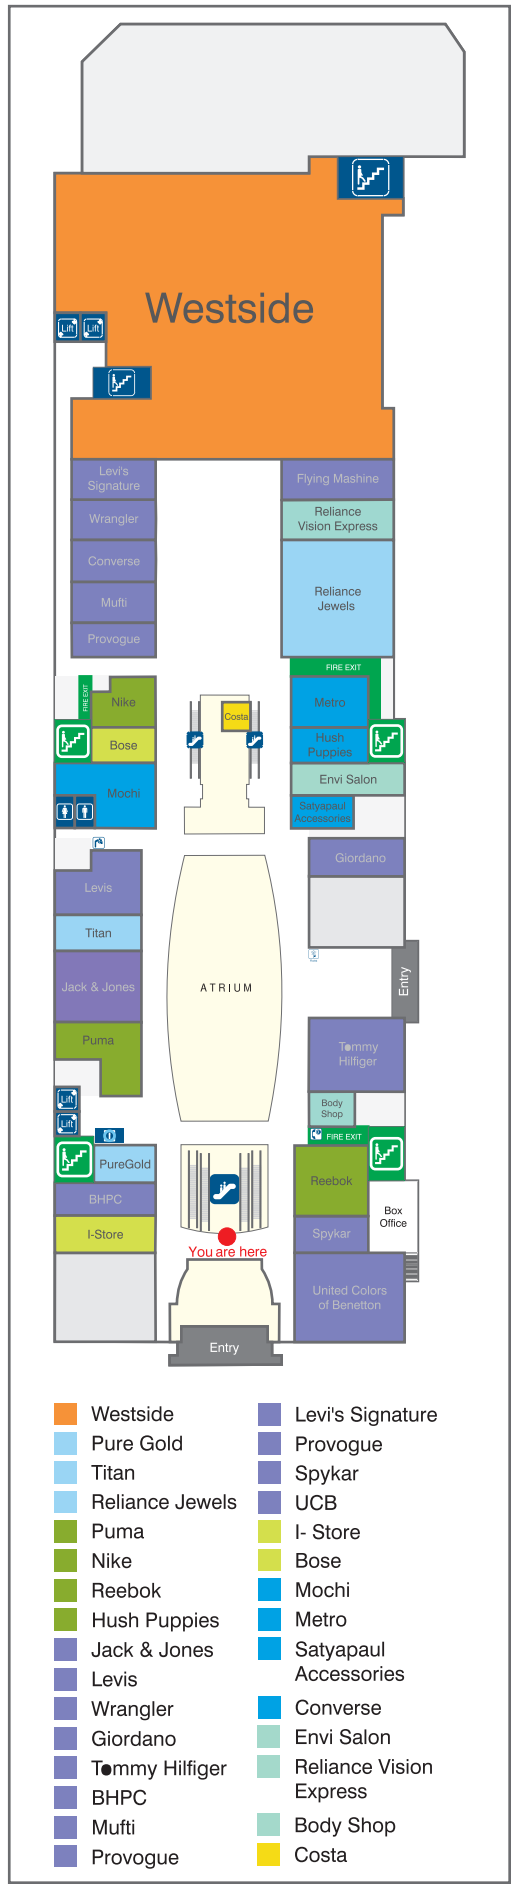 Westside
Lift
Lift
Levi's
Signature
Flying Mashine
Wrangler
Reliance
Vision Express
Converse
Reliance
Jewels
Mufti
Provogue
FIRE EXIT
FIRE EXIT
Nike
Metro
Costa
Bose
Hush
Puppies
Envi Salon
Mochi
Satyapaul
Accessories
Giordano
Levis
Titan
Jack & Jones
ATRIUM
Entry
Puma
Tommy
Hilfiger
Lift
Lift
Body
Shop
FIRE EXIT
PureGold
Reebok
BHPC
Box
Office
I-Store
Spykar
You are here
United Colors
of Benetton
Entry
Westside
Pure Gold
Titan
Reliance Jewels
Puma
Nike
Reebok
Hush Puppies
Jack & Jones
Levis
Wrangler
Giordano
Tommy Hilfiger
BHPC
Mufti
Provogue
Levi's Signature
Provogue
Spykar
UCB
I- Store
Bose
Mochi
Metro
Satyapaul
Accessories
Converse
Envi Salon
Reliance Vision
Express
Body Shop
Costa